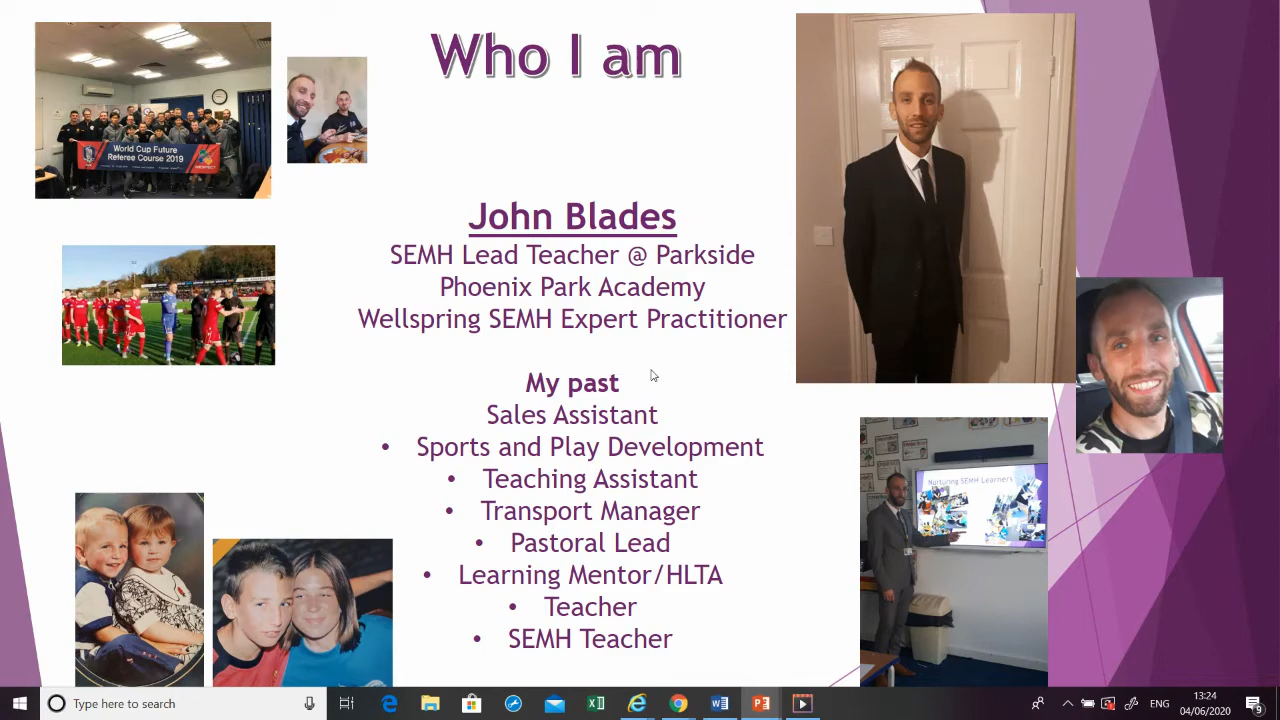 Who I am
World Cup Future
Referee Course 2019
RESPECT
John Blades
SEMH Lead Teacher @ Parkside
Phoenix Park Academy
Wellspring SEMH Expert Practitioner
My past
Sales Assistant
• Sports and Play Development
• Teaching Assistant
• Transport Manager
• Pastoral Lead
• Learning Mentor/HLTA
• Teacher
• SEMH Teacher
Nurturing SEMH Learners
Type here to search
ENG
13:24
04/06/2020
9